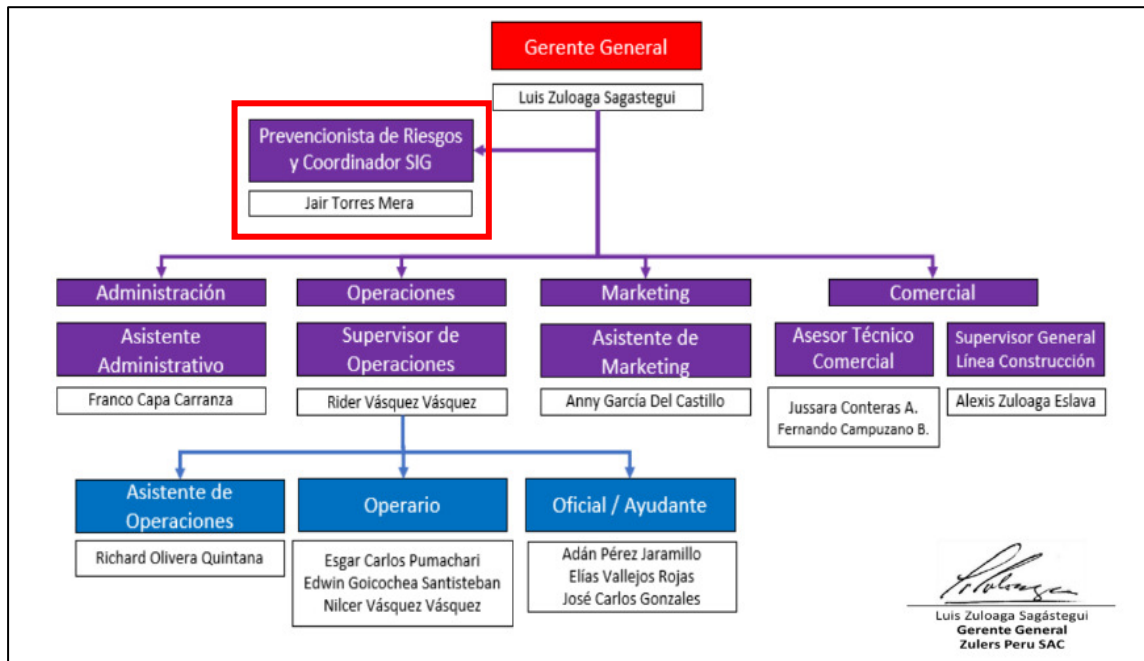 Gerente General
Luis Zuloaga Sagastegui
Prevencionista de Riesgos
y Coordinador SIG
Jair Torres Mera
Administración
Operaciones
Marketing
Comercial
Asistente
Administrativo
Franco Capa Carranza
Supervisor de
Operaciones
Rider Vásquez Vásquez
Asistente de
Marketing
Anny García Del Castillo
Asesor Técnico
Comercial
Jussara Conteras A.
Fernando Campuzano B.
Supervisor General
Línea Construcción
Alexis Zuloaga Eslava
Asistente de
Operaciones
Richard Olivera Quintana
Operario
Esgar Carlos Pumachari
Edwin Goicochea Santisteban
Nilcer Vásquez Vásquez
Oficial / Ayudante
Adán Pérez Jaramillo
Elías Vallejos Rojas
José Carlos Gonzales
Luis Zuloaga Sagástegui
Gerente General
Zulers Peru SAC